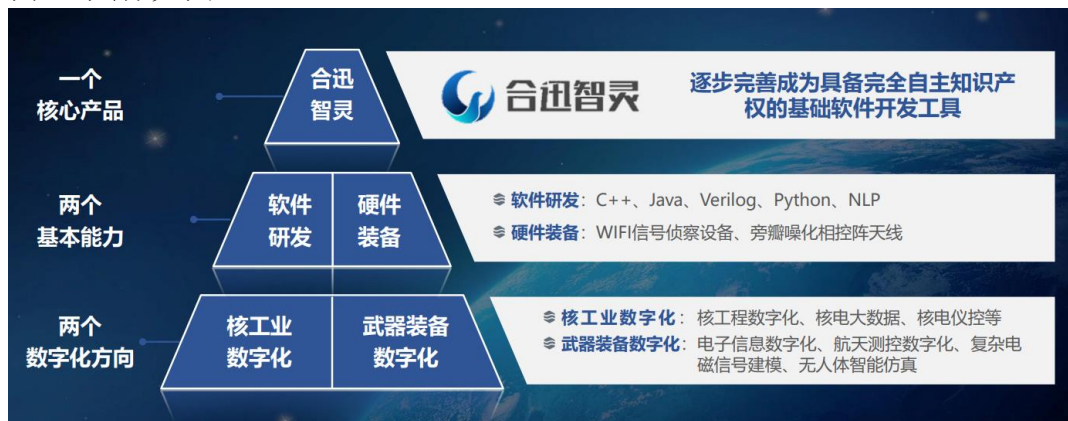 一个
核心产品
合迅
智灵
合迅智灵
逐步完善成为具备完全自主知识产
权的基础软件开发工具
两个
基本能力
软件
研发
硬件
装备
软件研发：C++、Java、Verilog、Python、NLP
硬件装备：WIFI信号侦察设备、旁瓣噪化相控阵天线
两个
数字化方向
核工业
数字化
武器装备
数字化
核工业数字化：核工程数字化、核电大数据、核电仪控等
武器装备数字化：电子信息数字化、航天测控数字化、复杂电
磁信号建模、无人体智能仿真